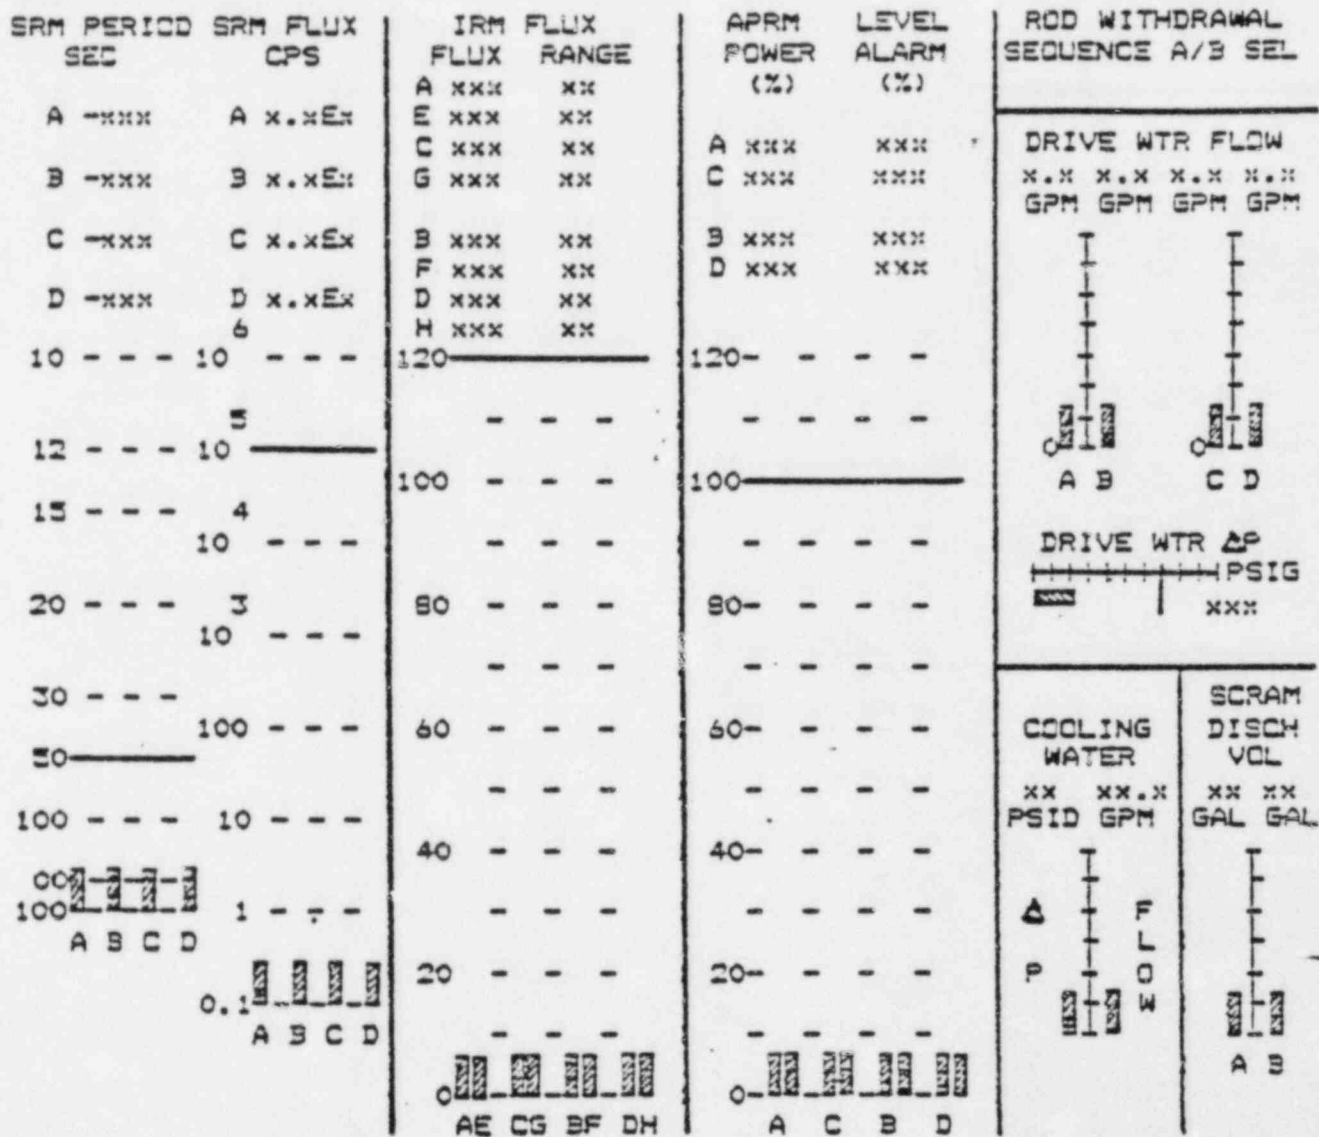 SRM PERIOD
SEC
A -xxx
B -xxx
C -xxx
D -xxx
10
12
15
20
30
50
100
∞
100
A B C D
SRM FLUX
CPS
A x.xEx
B x.xEx
C x.xEx
D x.xEx
6
10
5
10
4
10
3
10
100
10
1
0.1
A B C D
IRM FLUX
FLUX RANGE
A xxx xx
E xxx xx
C xxx xx
G xxx xx
B xxx xx
F xxx xx
D xxx xx
H xxx xx
120
100
80
60
40
20
0
AE CG BF DH
APRM LEVEL
POWER ALARM
(%) (%)
A xxx xxx
C xxx xxx
B xxx xxx
D xxx xxx
120
100
80
60
40
20
0
A C B D
ROD WITHDRAWAL
SEQUENCE A/B SEL
DRIVE WTR FLOW
x.x x.x x.x x.x
GPM GPM GPM GPM
0 0
A B C D
DRIVE WTR ΔP
PSIG
xxx
COOLING
WATER
xx xx.x
PSID GPM
Δ P
F L O W
SCRAM
DISCH
VOL
xx xx
GAL GAL
A B